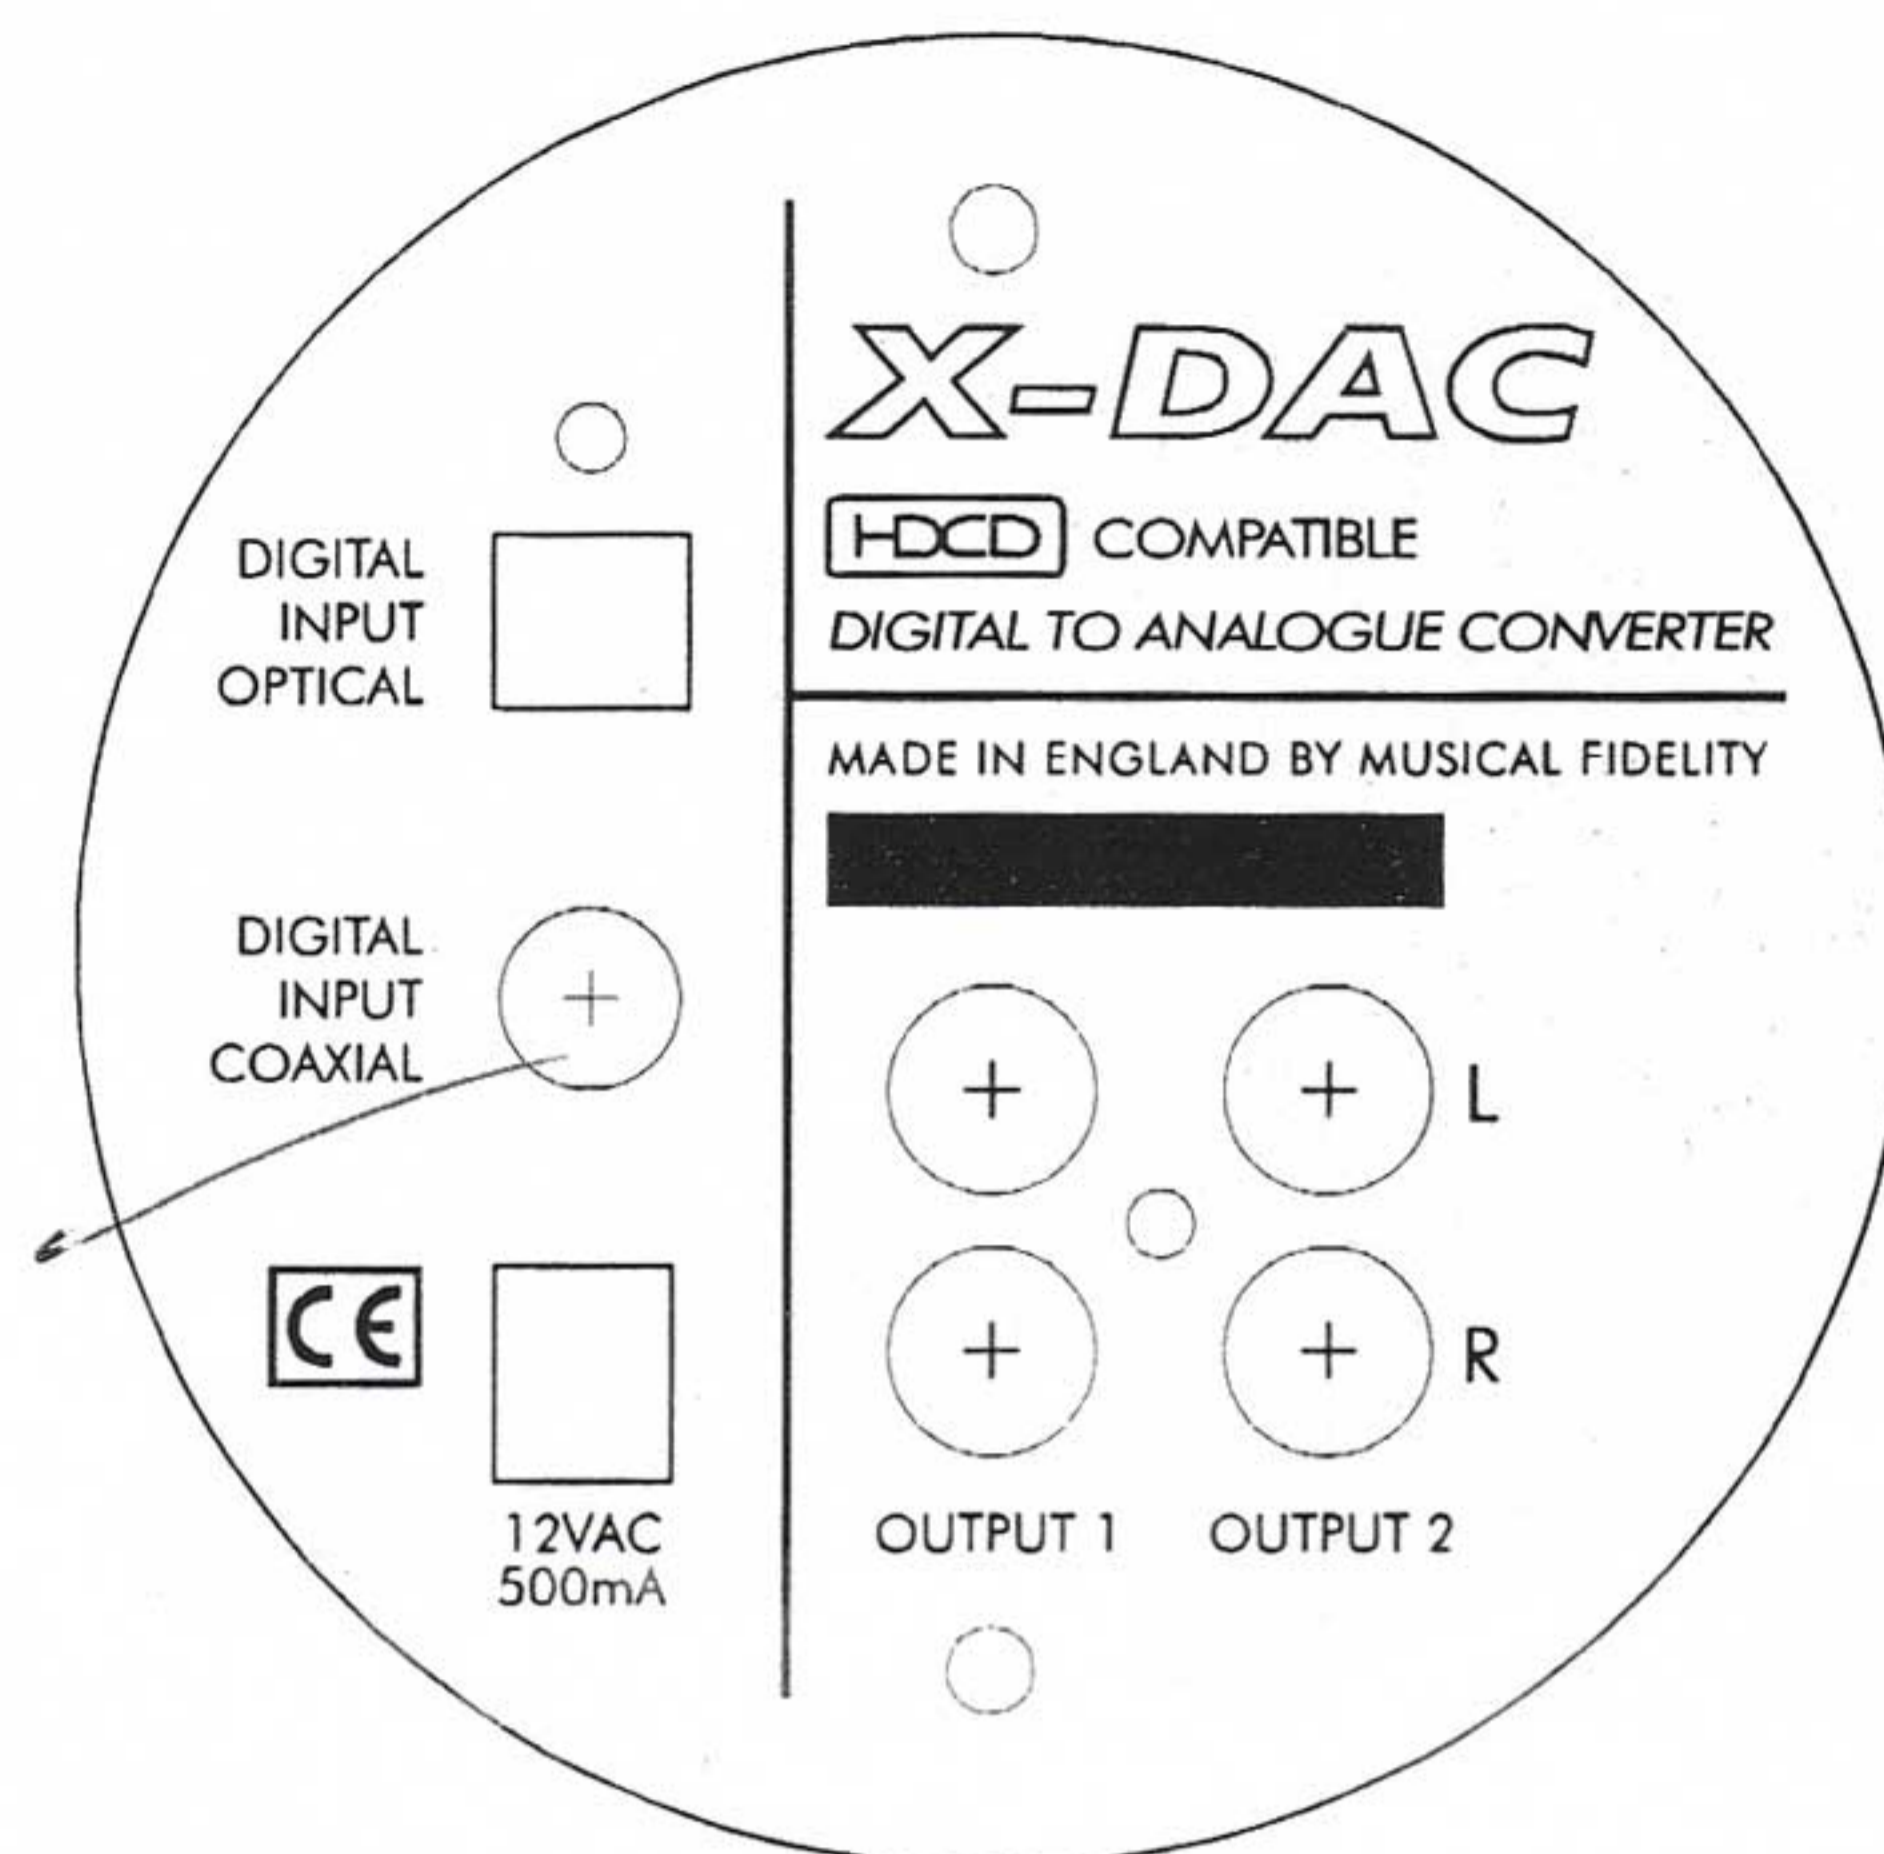 X-DAC
HDCD COMPATIBLE
DIGITAL TO ANALOGUE CONVERTER
MADE IN ENGLAND BY MUSICAL FIDELITY
DIGITAL
INPUT
OPTICAL
DIGITAL
INPUT
COAXIAL
CE
12VAC
500mA
L
R
OUTPUT 1
OUTPUT 2